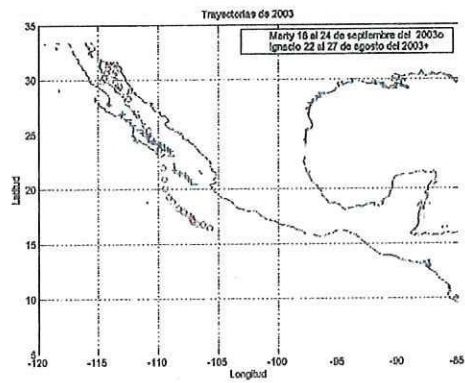 Trayectorias de 2003
Marty 18 al 24 de septiembre del 2003o
Ignacio 22 al 27 de agosto del 2003+
35
30
25
20
15
10
5
Latitud
-120 -115 -110 -105 -100 -95 -90 -85
Longitud